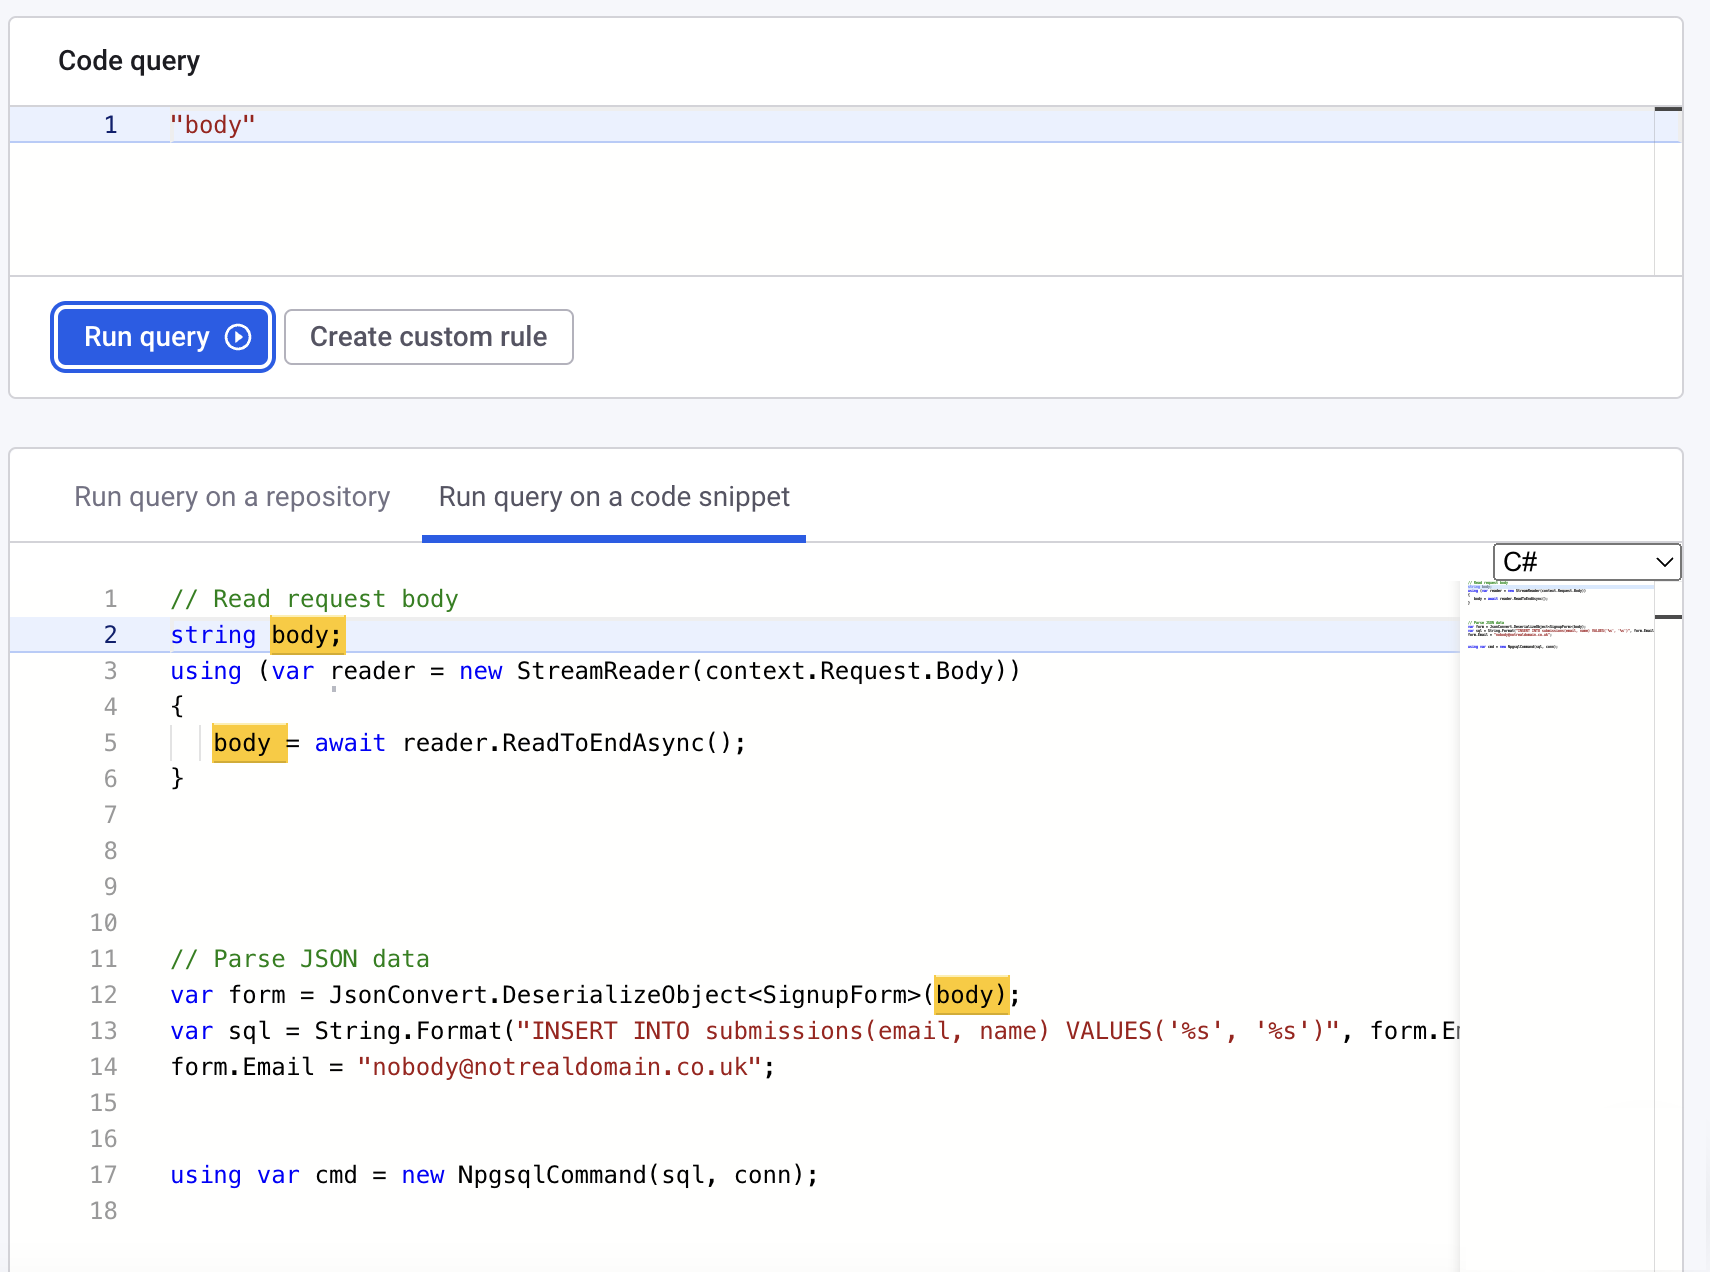 Code query
1 "body"
Run query
Create custom rule
Run query on a repository
Run query on a code snippet
C#
1 // Read request body
2 string body;
3 using (var reader = new StreamReader(context.Request.Body))
4 {
5 body = await reader.ReadToEndAsync();
6 }
7
8
9
10
11 // Parse JSON data
12 var form = JsonConvert.DeserializeObject<SignupForm>(body);
13 var sql = String.Format("INSERT INTO submissions(email, name) VALUES('%s', '%s')", form.Em
14 form.Email = "nobody@notrealdomain.co.uk";
15
16
17 using var cmd = new NpgsqlCommand(sql, conn);
18